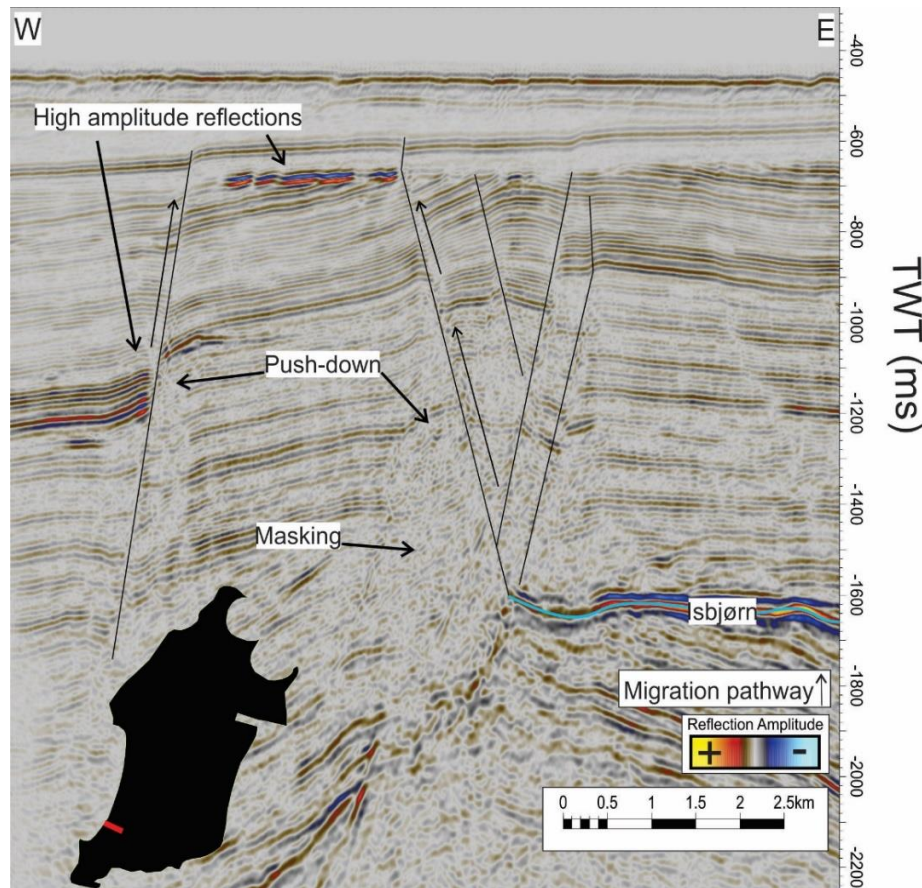 W
E
High amplitude reflections
Push-down
Masking
Isbjørn
Migration pathway
Reflection Amplitude
+ -
0 0.5 1 1.5 2 2.5km
-400
-600
-800
-1000
-1200
-1400
-1600
-18000
-2000
-2200
TWT (ms)